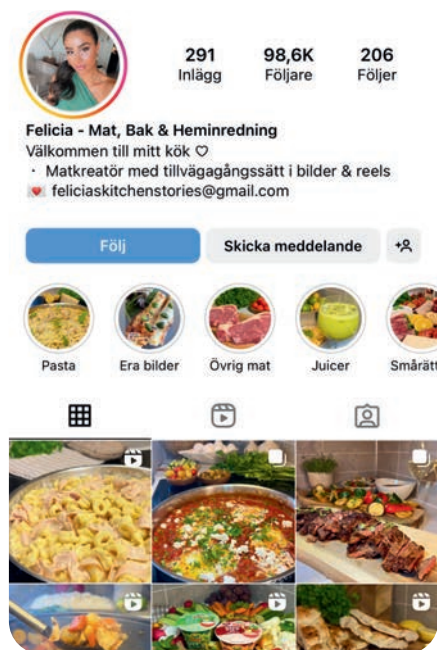 291 98,6K 206
Inlägg Följare Följer
Felicia - Mat, Bak & Heminredning
Välkommen till mitt kök ♡
· Matkreatör med tillvägagångssätt i bilder & reels
💌 feliciaskitchenstories@gmail.com
Följ Skicka meddelande
Pasta Era bilder Övrig mat Juicer Smårätt